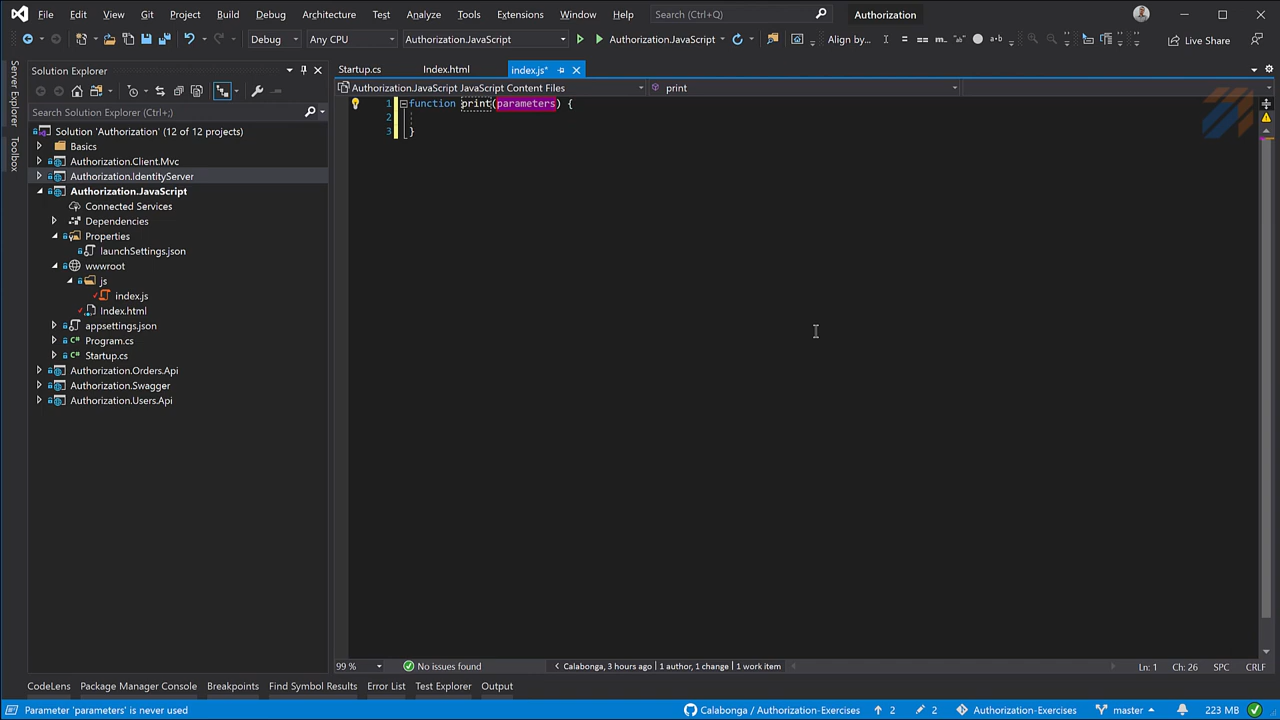 File Edit View Git Project Build Debug Architecture Test Analyze Tools Extensions Window Help Search (Ctrl+Q) Authorization
Debug Any CPU Authorization.JavaScript Authorization.JavaScript Align by... Live Share
Server Explorer
Toolbox
Solution Explorer
Search Solution Explorer (Ctrl+;)
Solution 'Authorization' (12 of 12 projects)
Basics
Authorization.Client.Mvc
Authorization.IdentityServer
Authorization.JavaScript
Connected Services
Dependencies
Properties
launchSettings.json
wwwroot
js
index.js
Index.html
appsettings.json
Program.cs
Startup.cs
Authorization.Orders.Api
Authorization.Swagger
Authorization.Users.Api
Startup.cs Index.html index.js*
Authorization.JavaScript JavaScript Content Files print
1 function print(parameters) {
2
3 }
99 % No issues found Calabonga, 3 hours ago | 1 author, 1 change | 1 work item Ln: 1 Ch: 26 SPC CRLF
CodeLens Package Manager Console Breakpoints Find Symbol Results Error List Test Explorer Output
Parameter 'parameters' is never used Calabonga / Authorization-Exercises 2 2 Authorization-Exercises master 223 MB